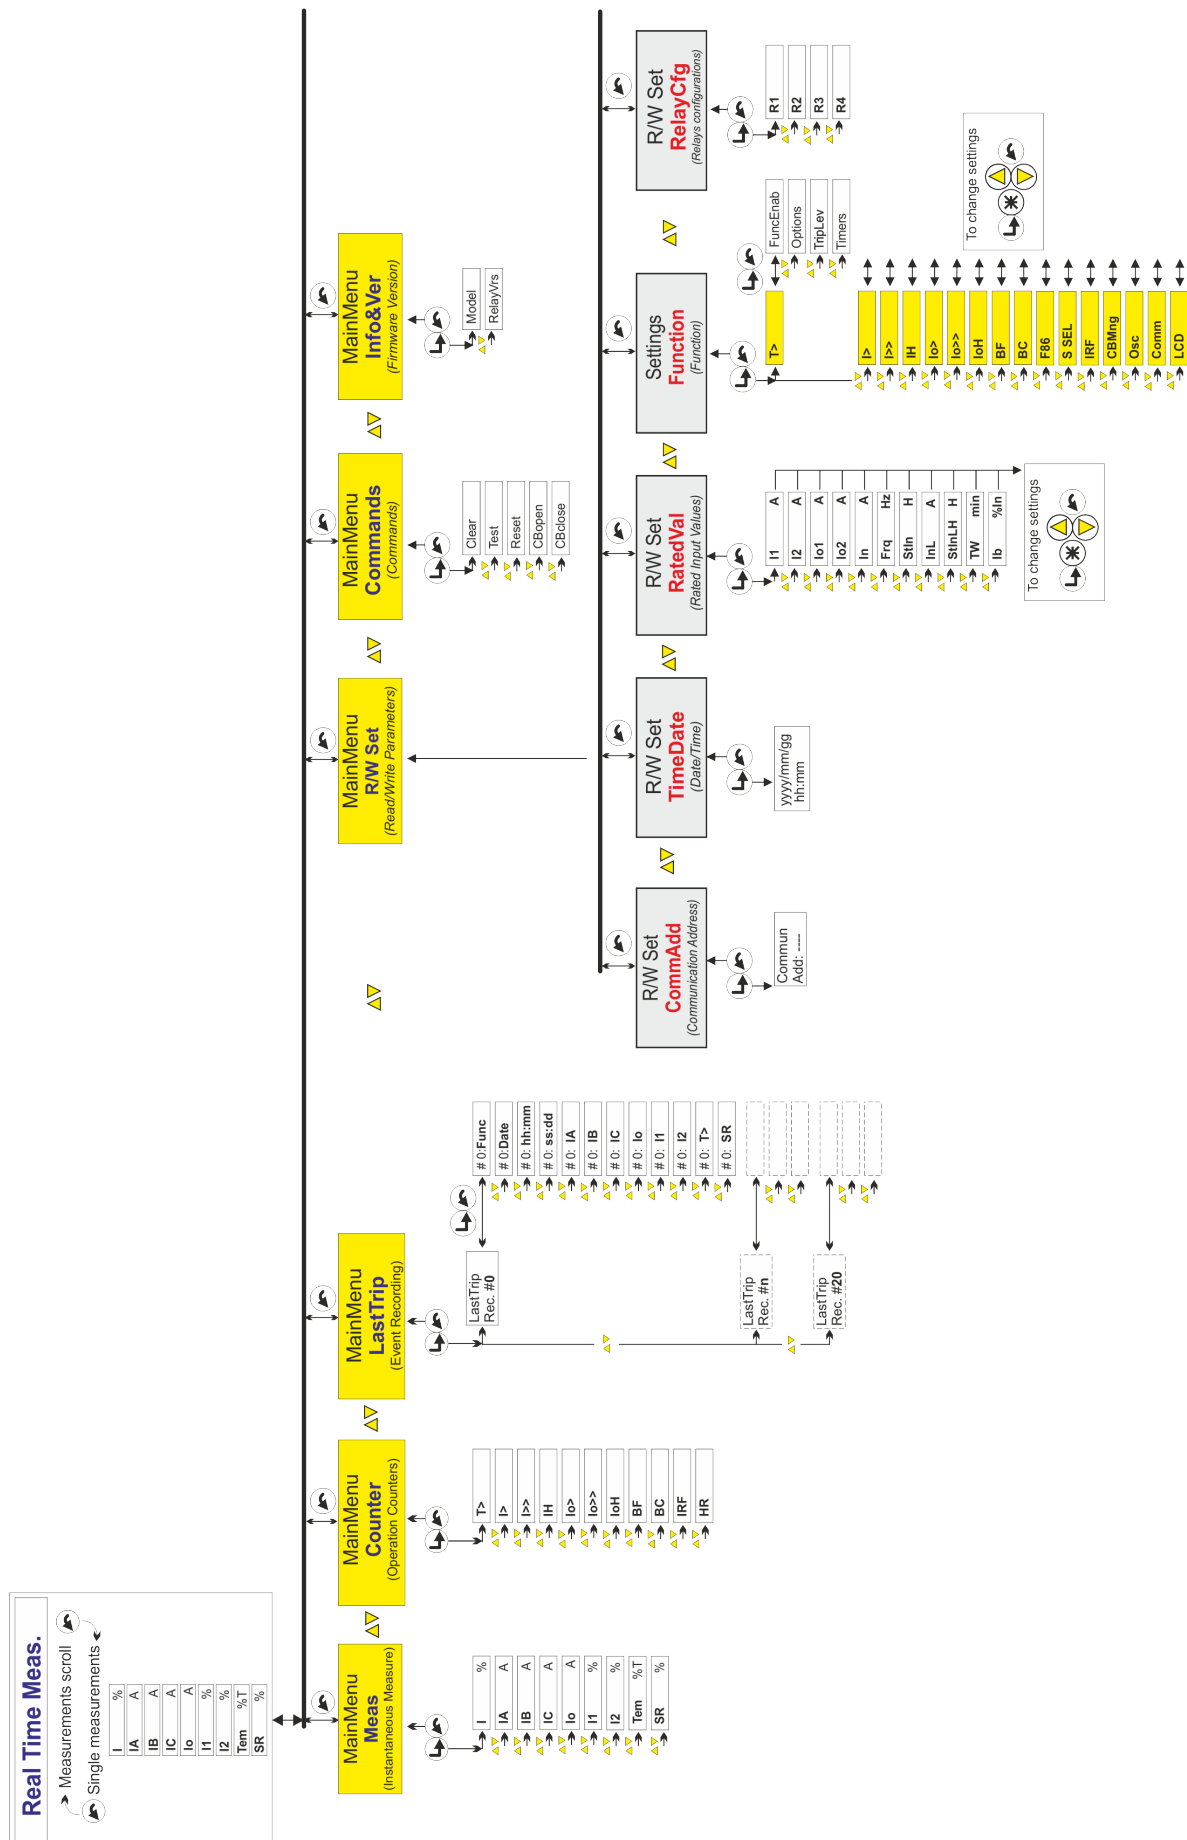 Real Time Meas.
Measurements scroll
Single measurements
I %
IA A
IB A
IC A
Io A
I1 %
I2 %
Tem %T
SR %
MainMenu
Meas
(Instantaneous Measure)
I %
IA A
IB A
IC A
Io A
I1 %
I2 %
Tem %T
SR %
MainMenu
Counter
(Operation Counters)
T>
I>
I>>
IH
Io>
Io>>
IoH
BF
BC
IRF
HR
MainMenu
LastTrip
(Event Recording)
LastTrip
Rec. #0
# 0:Func
# 0:Date
# 0: hh:mm
# 0: ss:dd
# 0: IA
# 0: IB
# 0: IC
# 0: Io
# 0: I1
# 0: I2
# 0: T>
# 0: SR
LastTrip
Rec. #n
LastTrip
Rec. #20
MainMenu
R/W Set
(Read/Write Parameters)
MainMenu
Commands
(Commands)
Clear
Test
Reset
CBopen
CBclose
MainMenu
Info&Ver
(Firmware Version)
Model
RelayVrs
R/W Set
CommAdd
(Communication Address)
Commun
Add: ----
R/W Set
TimeDate
(Date/Time)
yyyy/mm/gg
hh:mm
R/W Set
RatedVal
(Rated Input Values)
I1 A
I2 A
Io1 A
Io2 A
In A
Frq Hz
StIn H
InL A
StInLH H
TW min
Ib %In
To change settings
Settings
Function
(Function)
T>
FuncEnab
Options
TripLev
Timers
I>
I>>
IH
Io>
Io>>
IoH
BF
BC
F86
S SEL
IRF
CBMng
Osc
Comm
LCD
To change settings
R/W Set
RelayCfg
(Relays configurations)
R1
R2
R3
R4